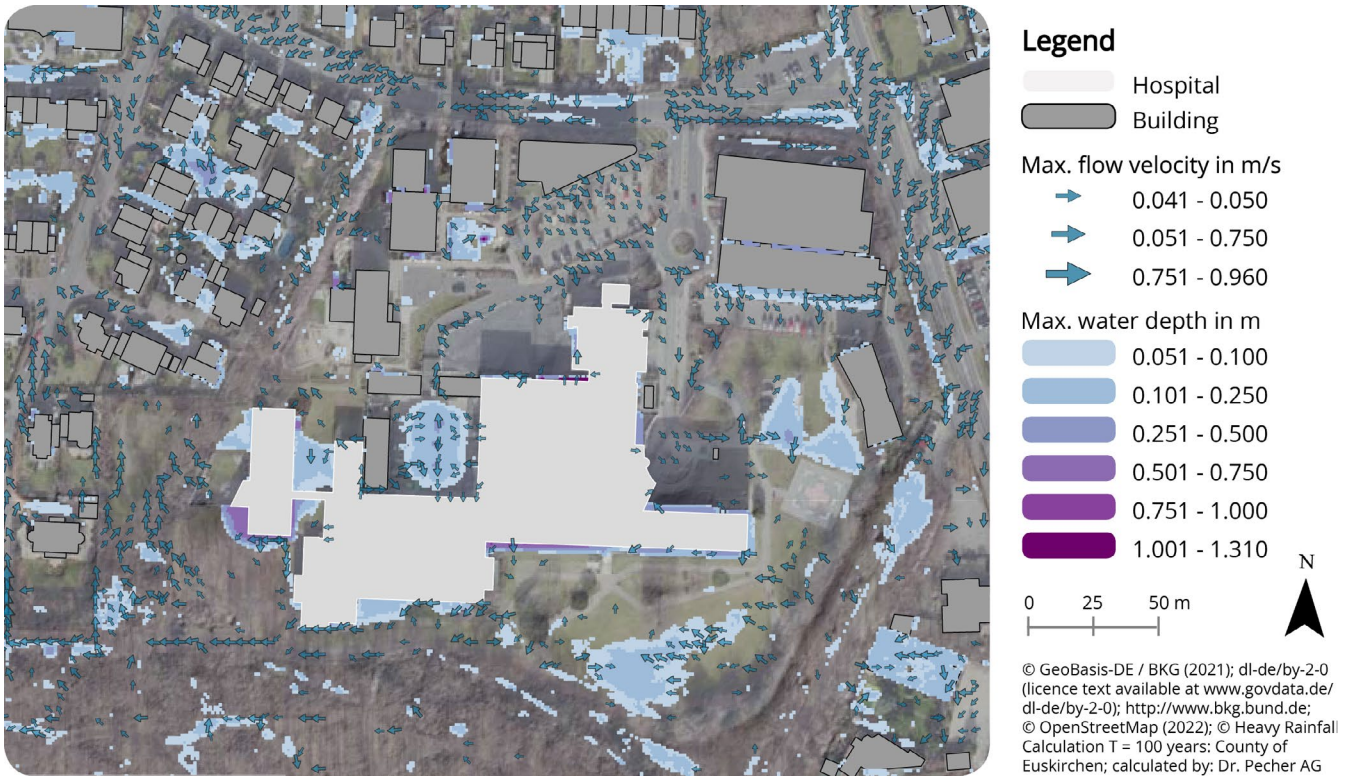 Legend
Hospital
Building
Max. flow velocity in m/s
0.041 - 0.050
0.051 - 0.750
0.751 - 0.960
Max. water depth in m
0.051 - 0.100
0.101 - 0.250
0.251 - 0.500
0.501 - 0.750
0.751 - 1.000
1.001 - 1.310
N
0 25 50 m
© GeoBasis-DE / BKG (2021); dl-de/by-2-0
(licence text available at www.govdata.de/
dl-de/by-2-0); http://www.bkg.bund.de;
© OpenStreetMap (2022); © Heavy Rainfall
Calculation T = 100 years: County of
Euskirchen; calculated by: Dr. Pecher AG